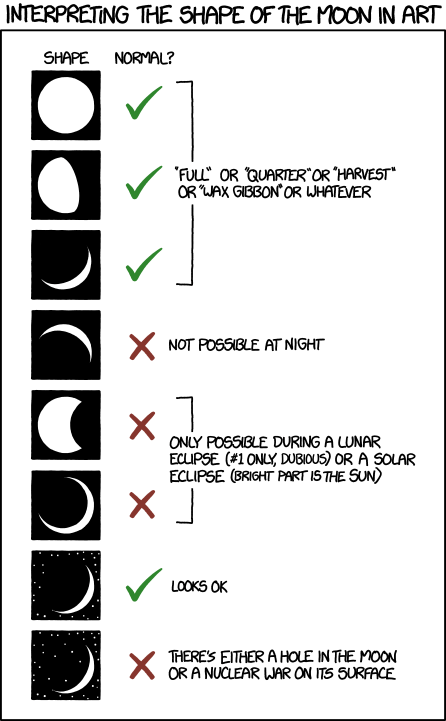 INTERPRETING THE SHAPE OF THE MOON IN ART
SHAPE NORMAL?
"FULL" OR "QUARTER" OR "HARVEST"
OR "WAX GIBBON" OR WHATEVER
NOT POSSIBLE AT NIGHT
ONLY POSSIBLE DURING A LUNAR
ECLIPSE (#1 ONLY, DUBIOUS) OR A SOLAR
ECLIPSE (BRIGHT PART IS THE SUN)
LOOKS OK
THERE'S EITHER A HOLE IN THE MOON
OR A NUCLEAR WAR ON ITS SURFACE